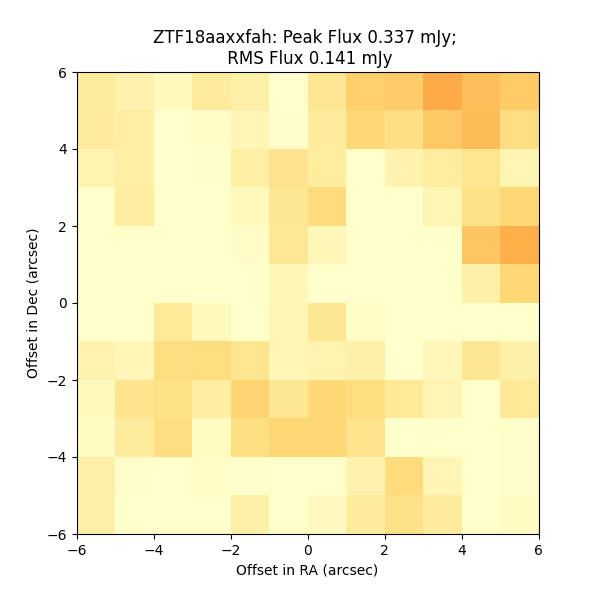 ZTF18aaxxfah: Peak Flux 0.337 mJy;
RMS Flux 0.141 mJy
6
4
2
0
−2
−4
−6
Offset in Dec (arcsec)
−6 −4 −2 0 2 4 6
Offset in RA (arcsec)